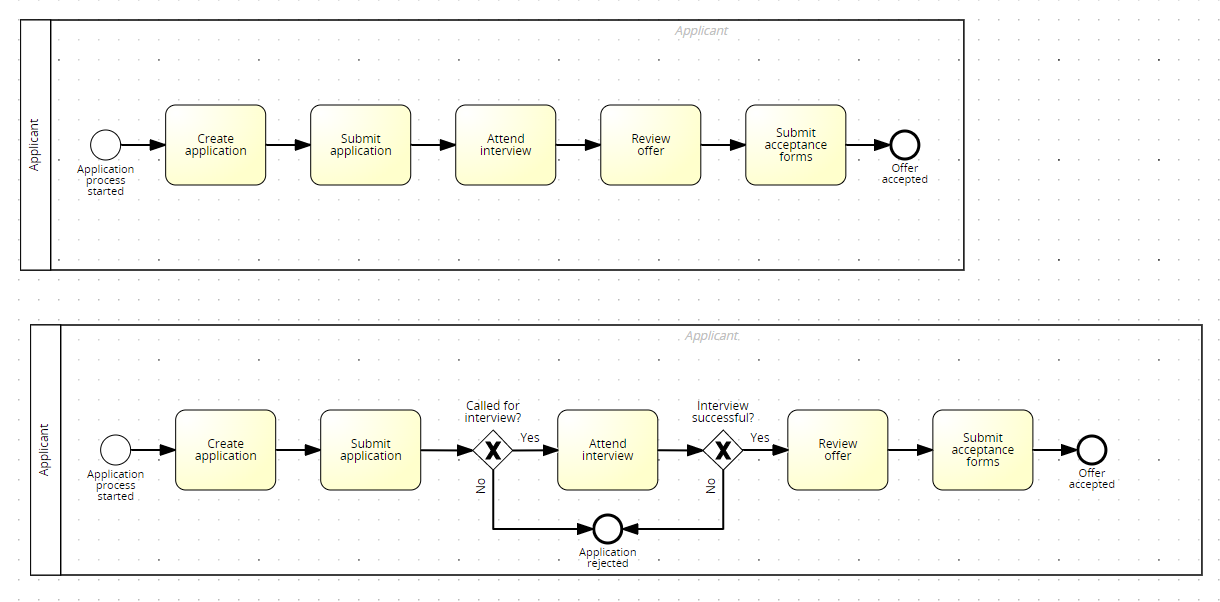 Applicant
Applicant
Create
application
Submit
application
Attend
interview
Review
offer
Submit
acceptance
forms
Application
process
started
Offer
accepted
Applicant
Applicant
Called for
interview?
Interview
successful?
Create
application
Submit
application
Yes
Attend
interview
Yes
Review
offer
Submit
acceptance
forms
Application
process
started
No
No
Offer
accepted
Application
rejected